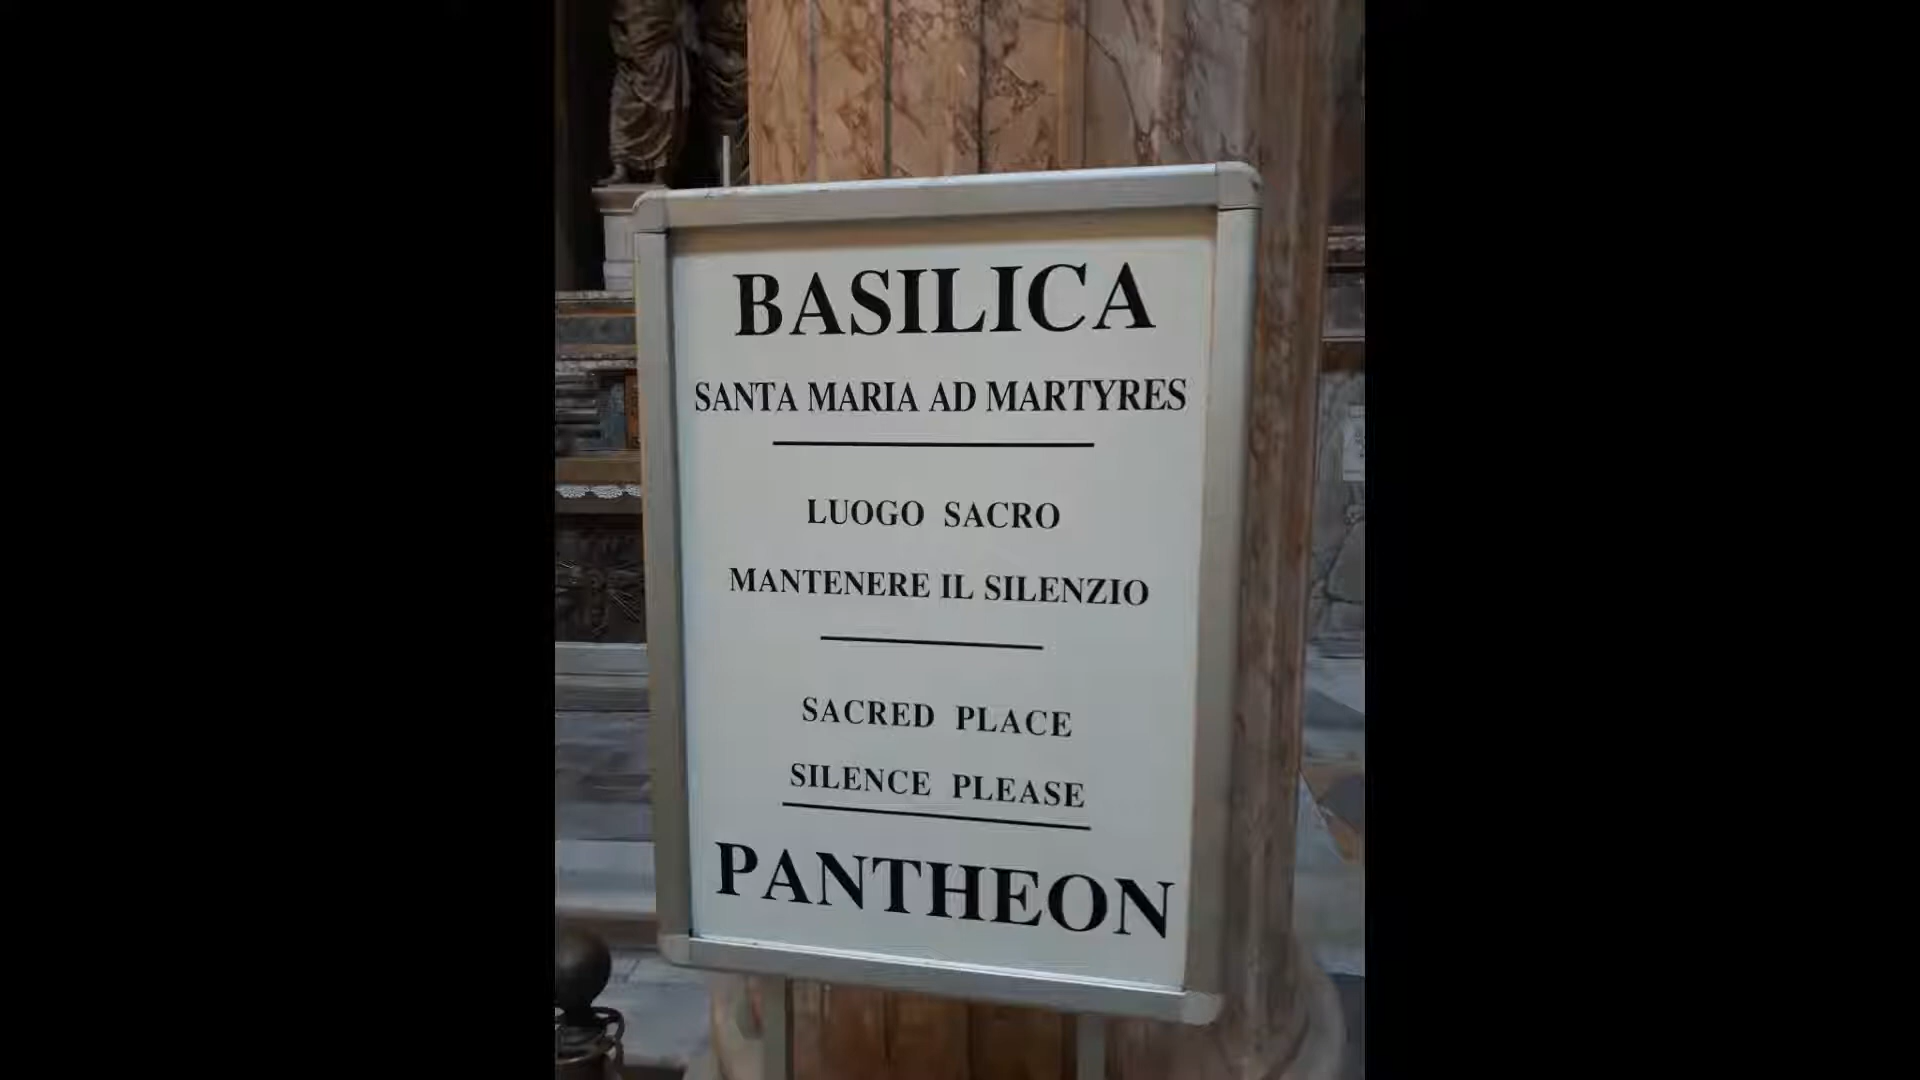 BASILICA
SANTA MARIA AD MARTYRES
LUOGO SACRO
MANTENERE IL SILENZIO
SACRED PLACE
SILENCE PLEASE
PANTHEON